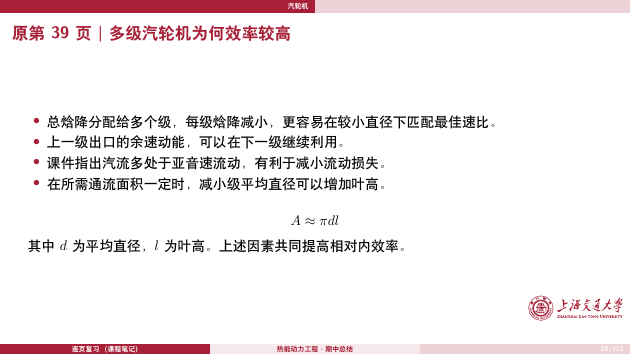 汽轮机
原第 39 页 | 多级汽轮机为何效率较高
• 总焓降分配给多个级，每级焓降减小，更容易在较小直径下匹配最佳速比。
• 上一级出口的余速动能，可以在下一级继续利用。
• 课件指出汽流多处于亚音速流动，有利于减小流动损失。
• 在所需通流面积一定时，减小级平均直径可以增加叶高。
A ≈ πdl
其中 d 为平均直径，l 为叶高。上述因素共同提高相对内效率。
上海交通大学
SHANGHAI JIAO TONG UNIVERSITY
逐页复习（课程笔记）
热能动力工程 · 期中总结